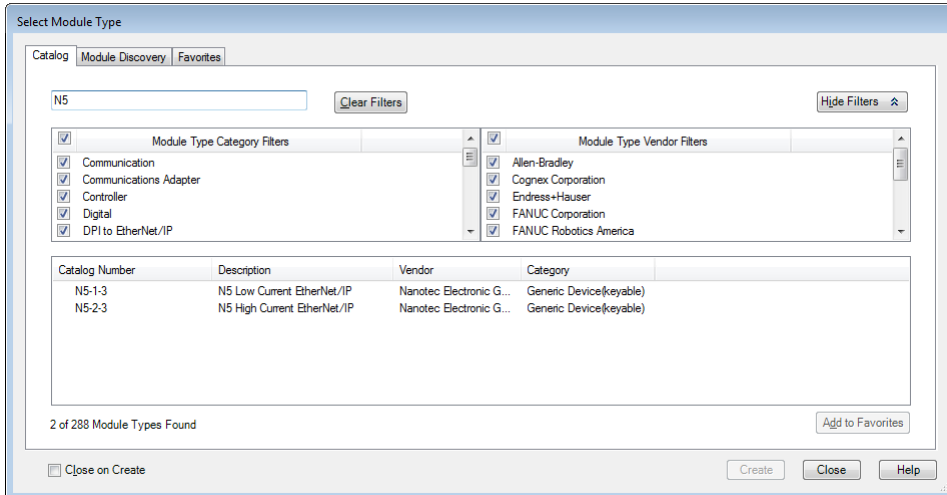 Select Module Type
Catalog Module Discovery Favorites
N5 Clear Filters Hide Filters
Module Type Category Filters Module Type Vendor Filters
Communication Allen-Bradley
Communications Adapter Cognex Corporation
Controller Endress+Hauser
Digital FANUC Corporation
DPI to EtherNet/IP FANUC Robotics America
Catalog Number Description Vendor Category
N5-1-3 N5 Low Current EtherNet/IP Nanotec Electronic G... Generic Device(keyable)
N5-2-3 N5 High Current EtherNet/IP Nanotec Electronic G... Generic Device(keyable)
2 of 288 Module Types Found Add to Favorites
Close on Create Create Close Help